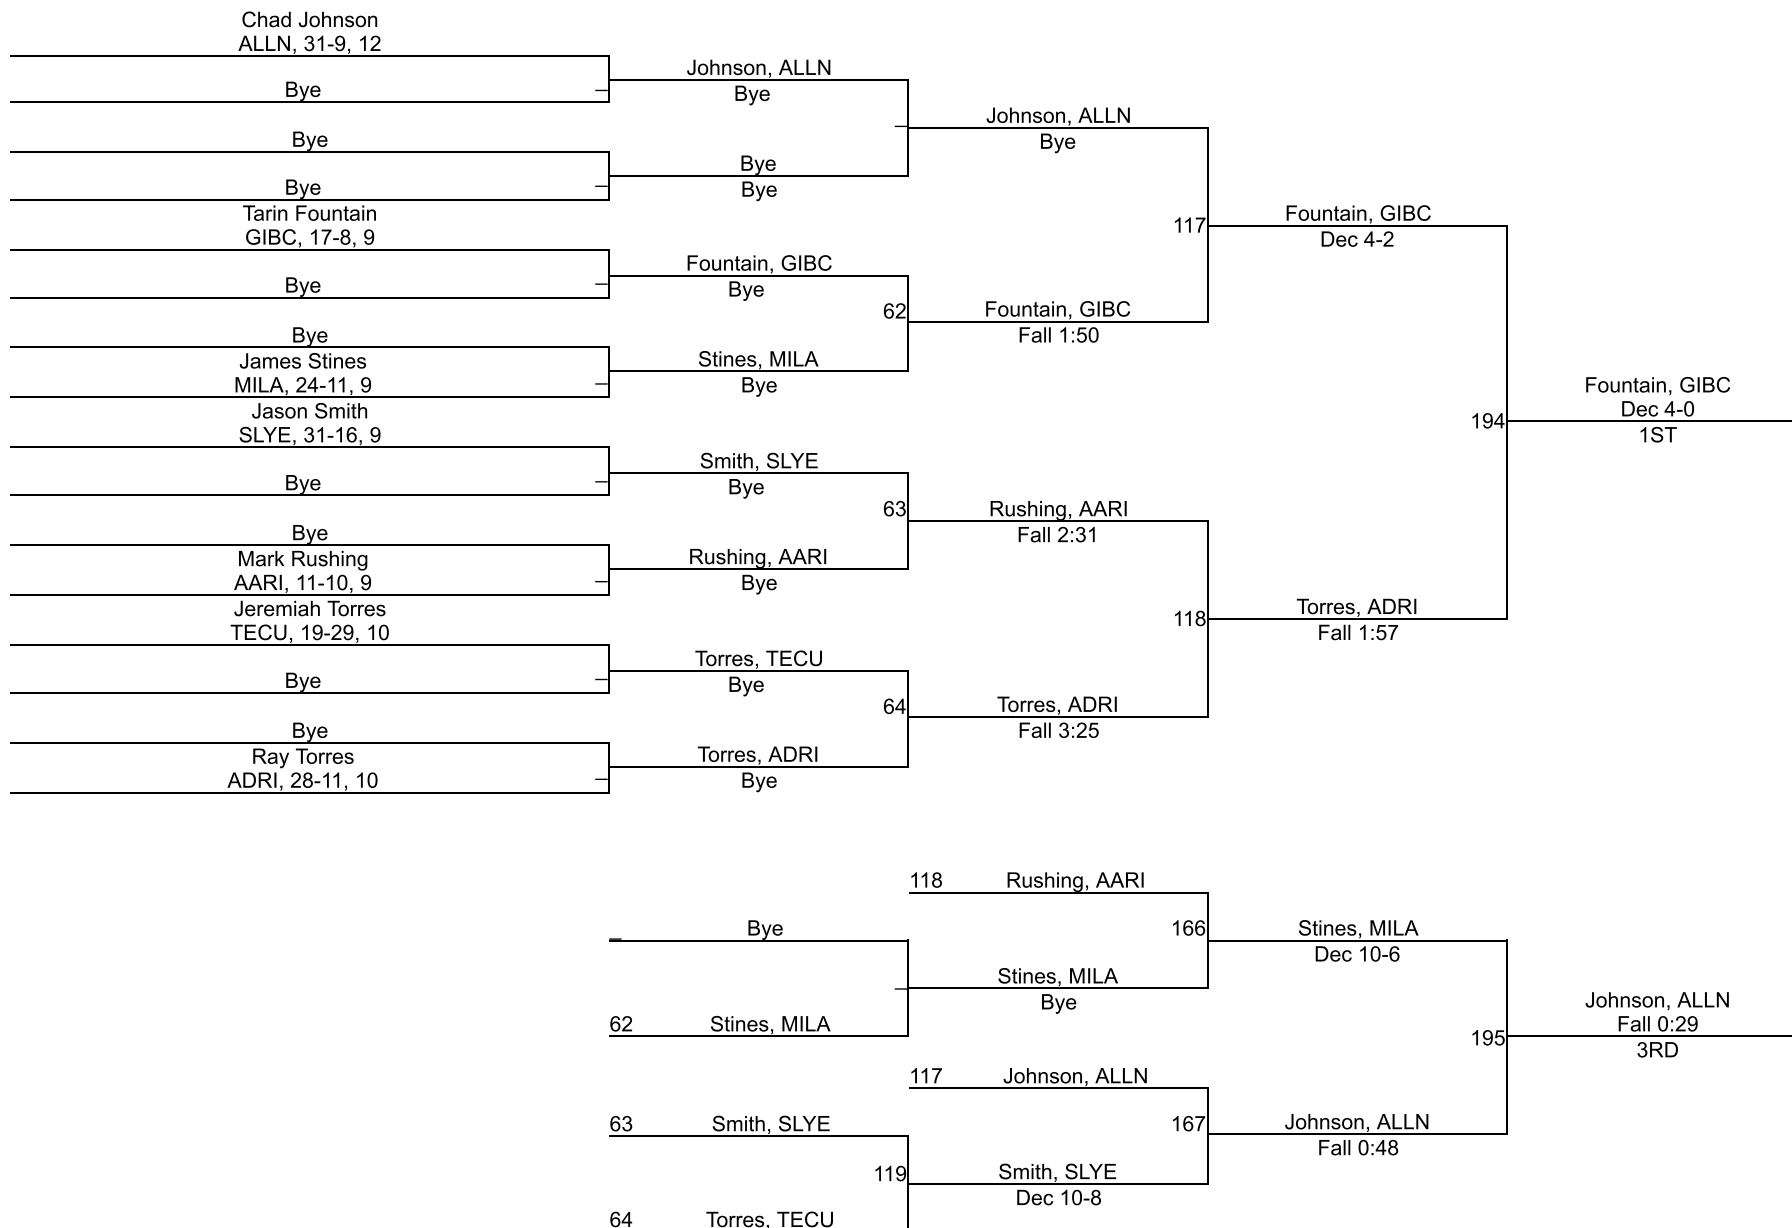 Chad Johnson
ALLN, 31-9, 12
Bye
Bye
Bye
Tarin Fountain
GIBC, 17-8, 9
Bye
Bye
James Stines
MILA, 24-11, 9
Jason Smith
SLYE, 31-16, 9
Bye
Bye
Mark Rushing
AARI, 11-10, 9
Jeremiah Torres
TECU, 19-29, 10
Bye
Bye
Ray Torres
ADRI, 28-11, 10
Johnson, ALLN
Bye
Bye
Bye
Fountain, GIBC
Bye
62
Stines, MILA
Bye
Smith, SLYE
Bye
63
Rushing, AARI
Bye
Torres, TECU
Bye
64
Torres, ADRI
Bye
Johnson, ALLN
Bye
117
Fountain, GIBC
Fall 1:50
Rushing, AARI
Fall 2:31
118
Torres, ADRI
Fall 3:25
Fountain, GIBC
Dec 4-2
194
Torres, ADRI
Fall 1:57
Fountain, GIBC
Dec 4-0
1ST
118 Rushing, AARI
Bye
166
Stines, MILA
Bye
62 Stines, MILA
117 Johnson, ALLN
63 Smith, SLYE
167
119
Smith, SLYE
Dec 10-8
64 Torres, TECU
Stines, MILA
Dec 10-6
195
Johnson, ALLN
Fall 0:48
Johnson, ALLN
Fall 0:29
3RD